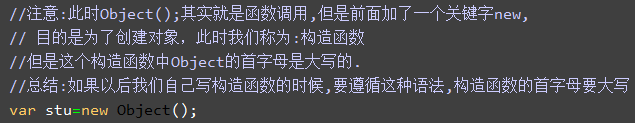 //注意:此时Object();其实就是函数调用,但是前面加了一个关键字new,
// 目的是为了创建对象，此时我们称为:构造函数
//但是这个构造函数中Object的首字母是大写的.
//总结:如果以后我们自己写构造函数的时候,要遵循这种语法,构造函数的首字母要大写
var stu=new Object();